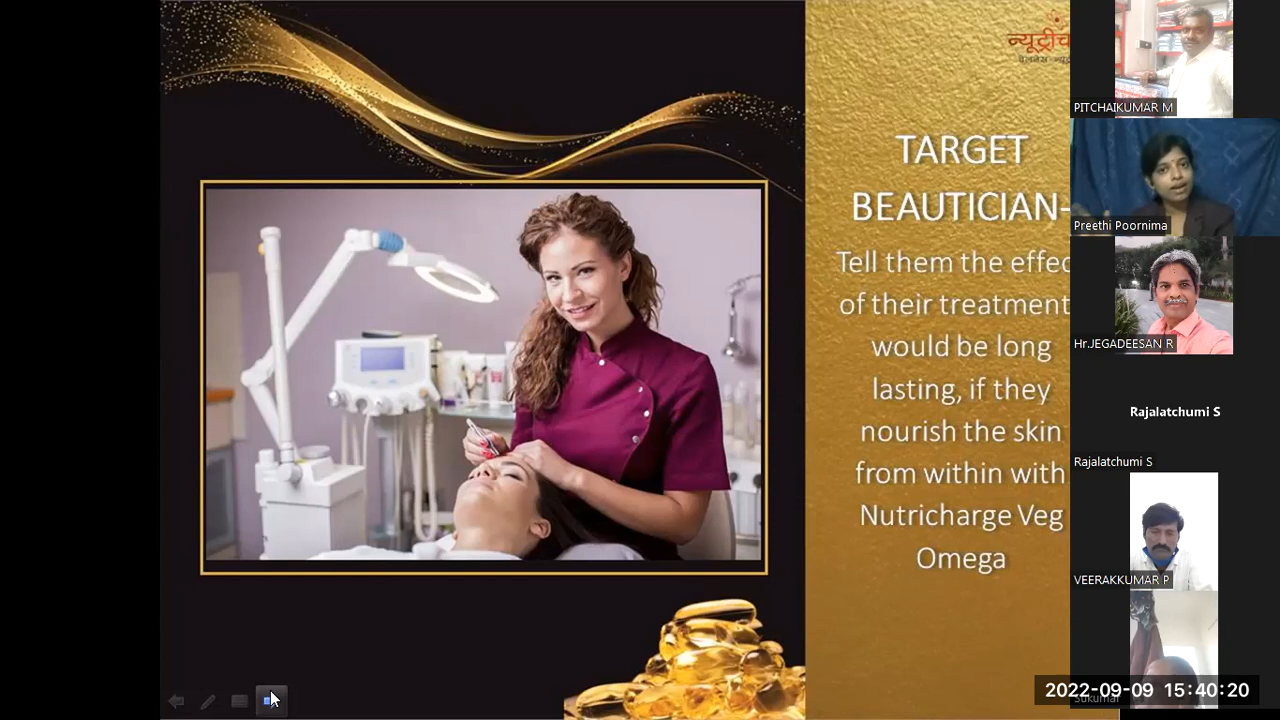 न्यूट्रीच
TARGET
BEAUTICIAN-
Tell them the effec
of their treatment
would be long
lasting, if they
nourish the skin
from within with
Nutricharge Veg
Omega
PITCHAIKUMAR M
Preethi Poornima
Hr.JEGADEESAN R
Rajalatchumi S
Rajalatchumi S
VEERAKKUMAR P
Sukumar
2022-09-09 15:40:20